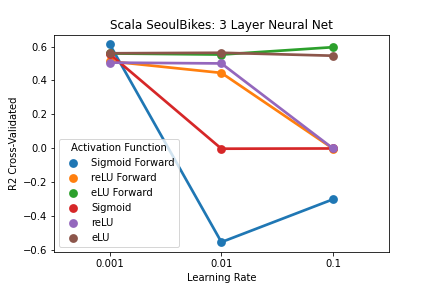 Scala SeoulBikes: 3 Layer Neural Net
R2 Cross-Validated
0.6
0.4
0.2
0.0
−0.2
−0.4
−0.6
Activation Function
Sigmoid Forward
reLU Forward
eLU Forward
Sigmoid
reLU
eLU
0.001
0.01
0.1
Learning Rate